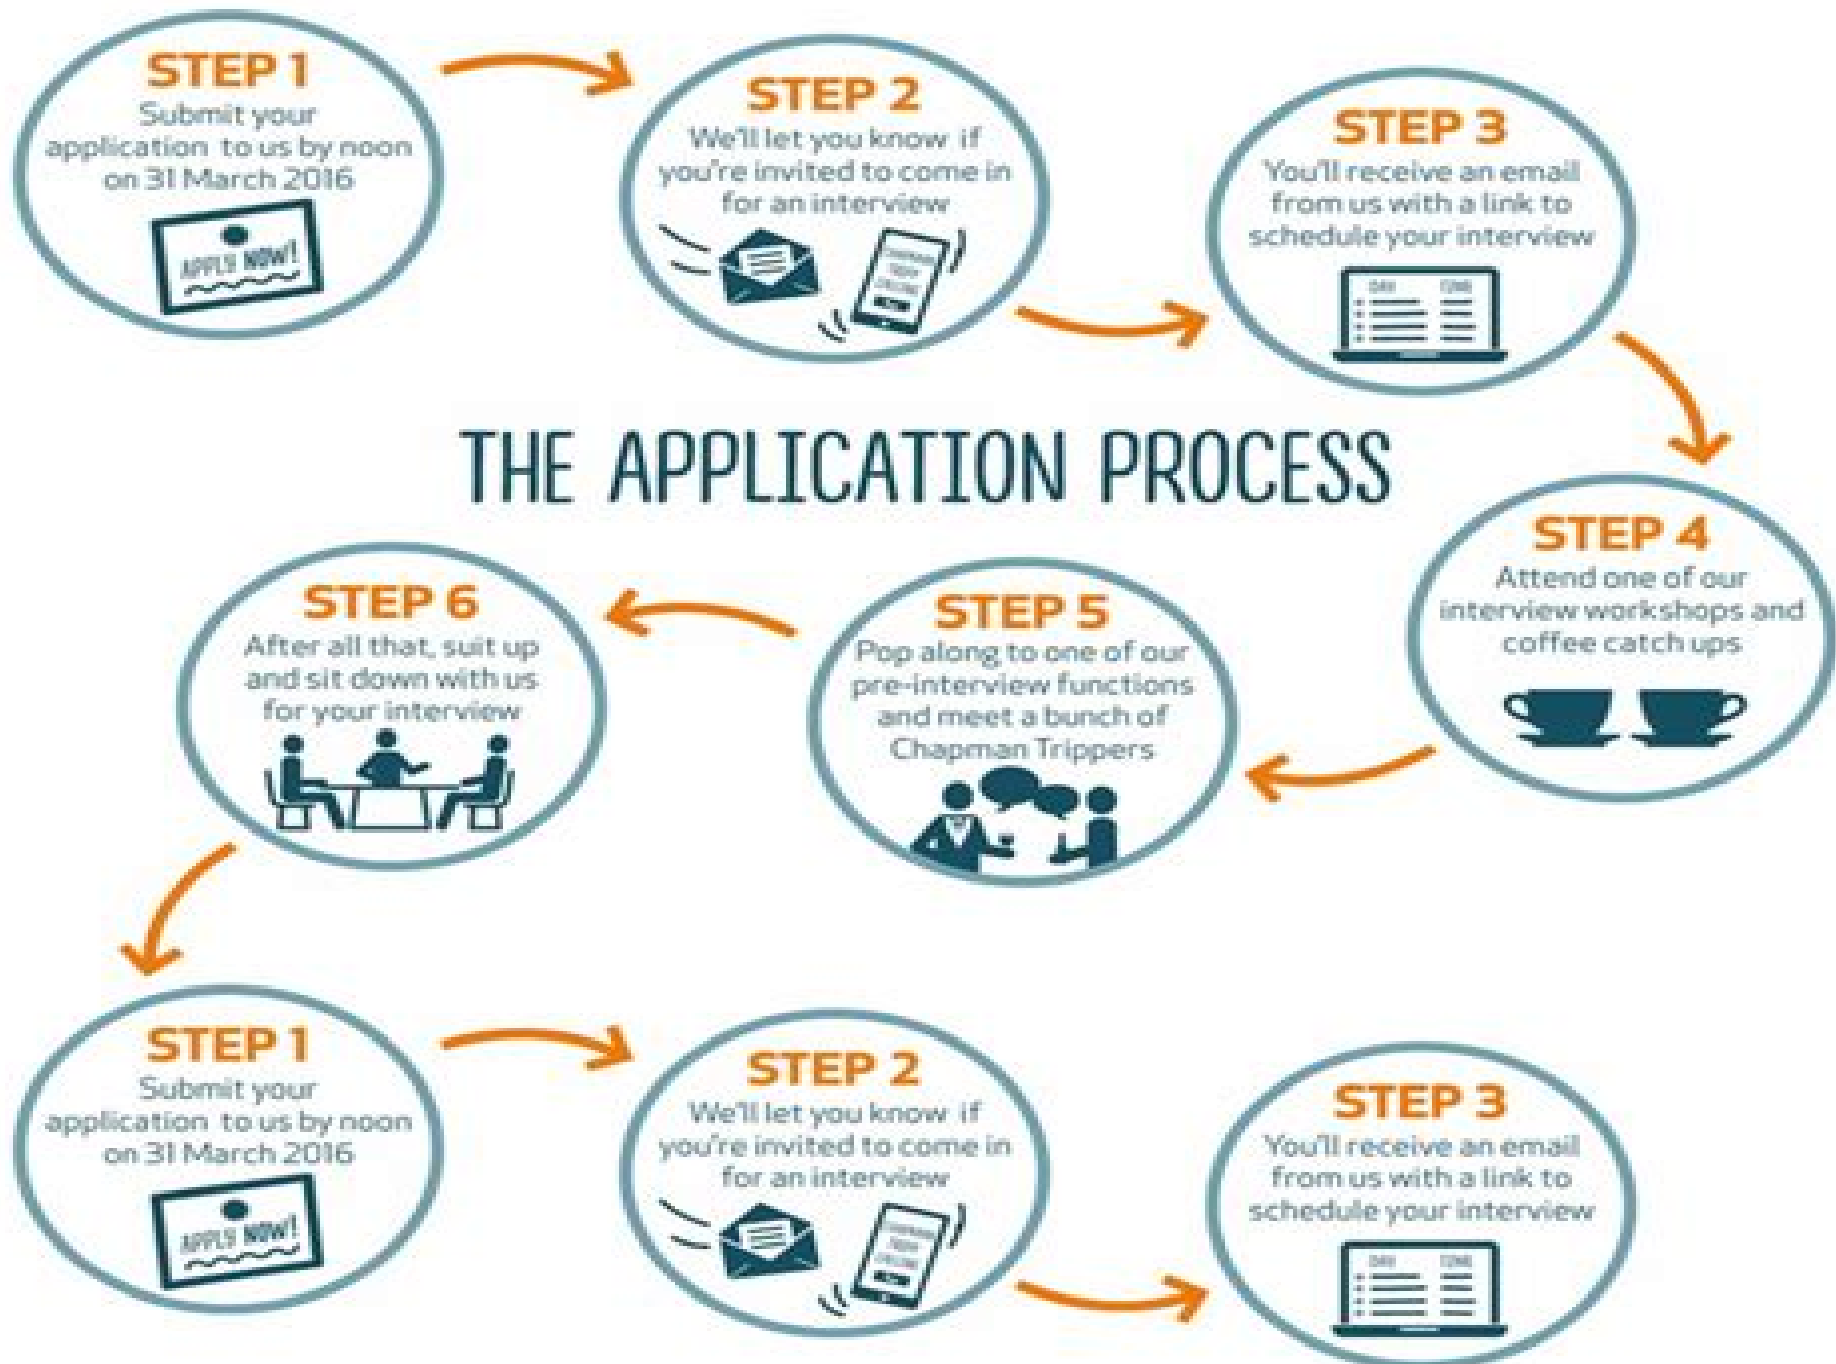 STEP 1
Submit your
application to us by noon
on 31 March 2016
APPLY NOW!
STEP 2
We'll let you know if
you're invited to come in
for an interview
STEP 3
You'll receive an email
from us with a link to
schedule your interview
DAY TIME
THE APPLICATION PROCESS
STEP 4
Attend one of our
interview workshops and
coffee catch ups
STEP 5
Pop along to one of our
pre-interview functions
and meet a bunch of
Chapman Trippers
STEP 6
After all that, suit up
and sit down with us
for your interview
STEP 1
Submit your
application to us by noon
on 31 March 2016
APPLY NOW!
STEP 2
We'll let you know if
you're invited to come in
for an interview
STEP 3
You'll receive an email
from us with a link to
schedule your interview
DAY TIME